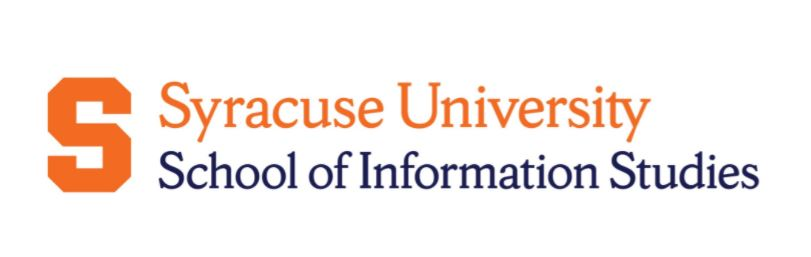 S
Syracuse University
School of Information Studies